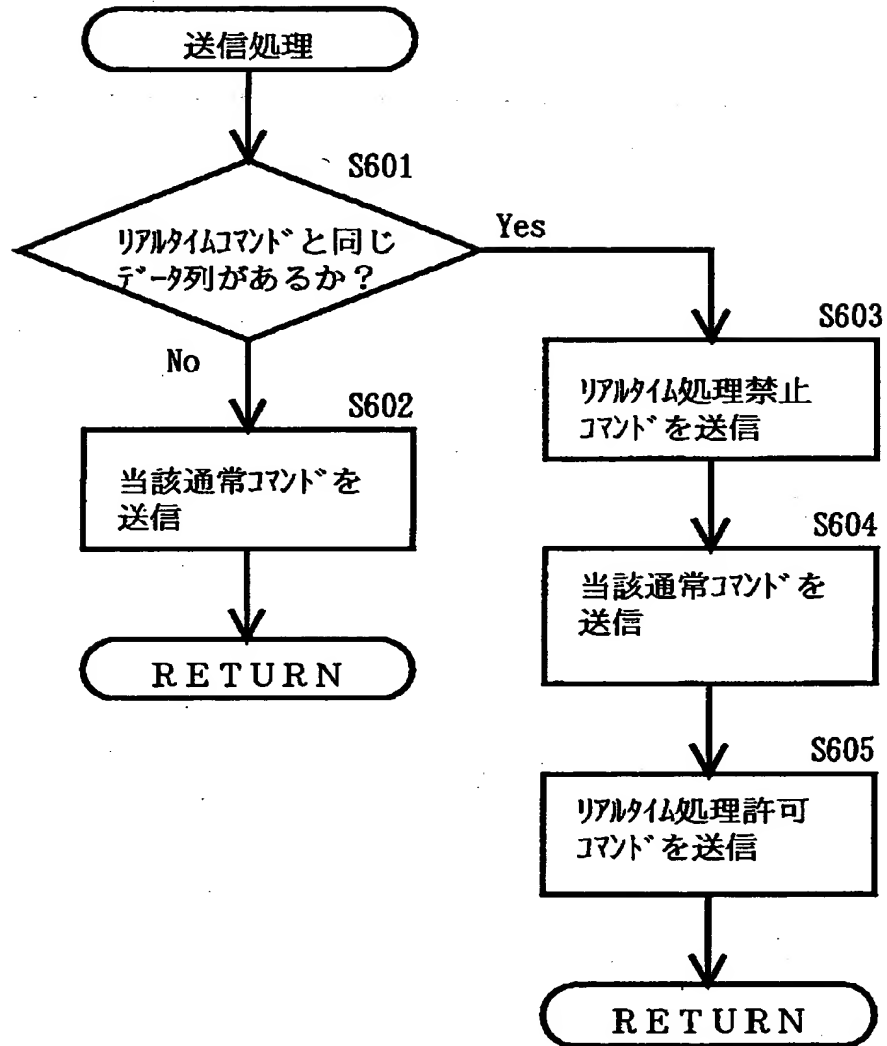 送信処理
S601
ﾘｱﾙﾀｲﾑｺﾏﾝﾄﾞと同じ
ﾃﾞｰﾀ列があるか？
Yes
No
S602
当該通常ｺﾏﾝﾄﾞを
送信
RETURN
S603
ﾘｱﾙﾀｲﾑ処理禁止
ｺﾏﾝﾄﾞを送信
S604
当該通常ｺﾏﾝﾄﾞを
送信
S605
ﾘｱﾙﾀｲﾑ処理許可
ｺﾏﾝﾄﾞを送信
RETURN